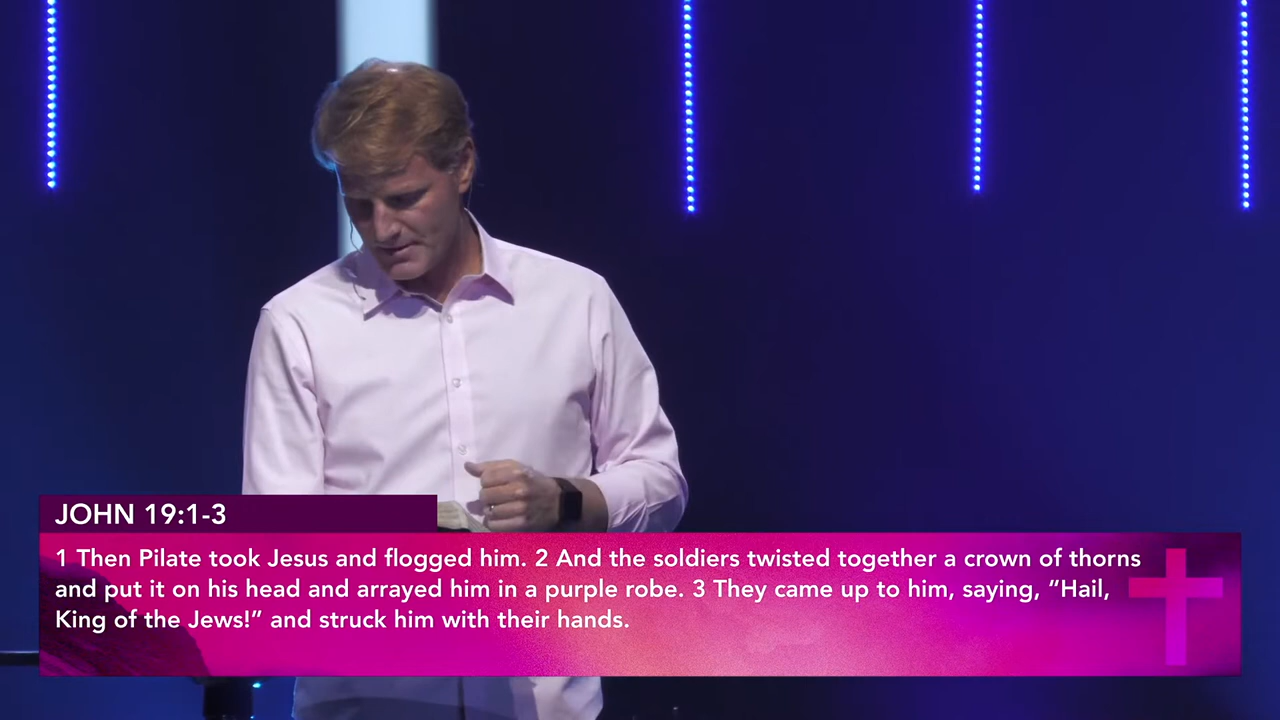 JOHN 19:1-3
1 Then Pilate took Jesus and flogged him. 2 And the soldiers twisted together a crown of thorns
and put it on his head and arrayed him in a purple robe. 3 They came up to him, saying, “Hail,
King of the Jews!” and struck him with their hands.